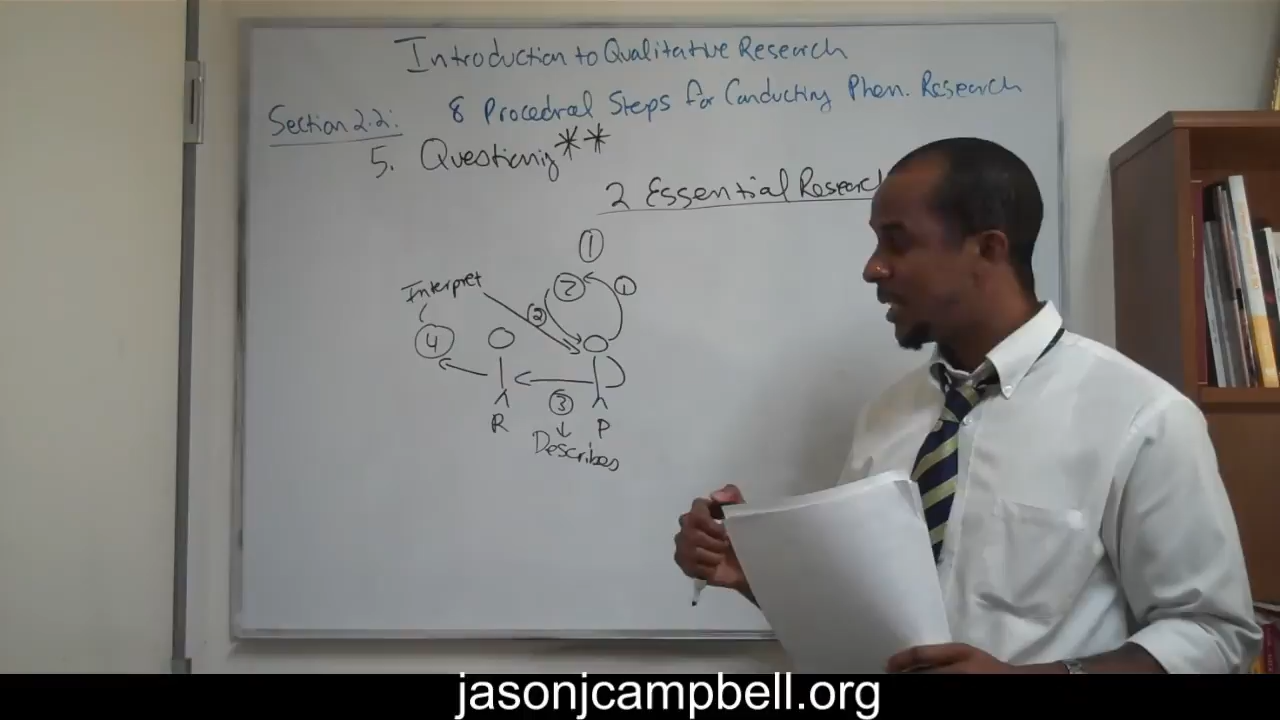 Introduction to Qualitative Research
Section 2.2: 8 Procedral Steps for Conducting Phen. Research
5. Questioning**
2 Essential Research
1
Interpret
2 1
2
4
3
R P
Describes
jasonjcampbell.org